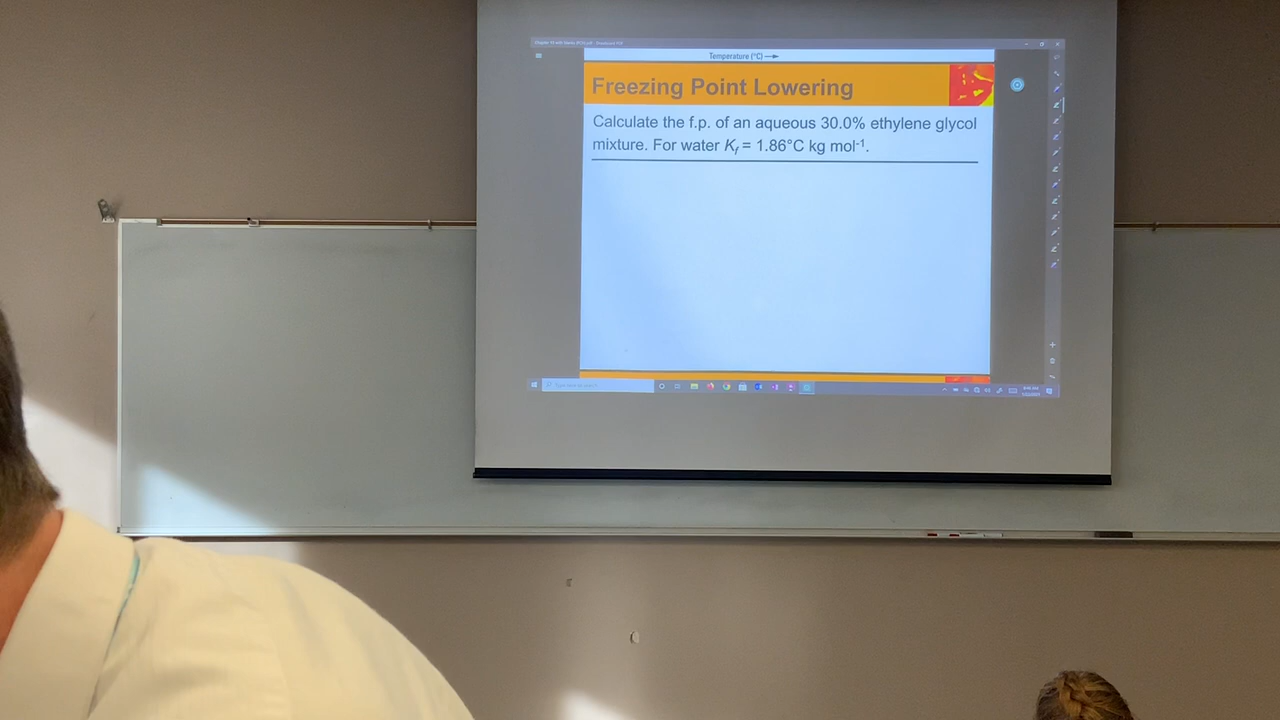 Temperature (°C) →
Freezing Point Lowering
Calculate the f.p. of an aqueous 30.0% ethylene glycol
mixture. For water Kf = 1.86°C kg mol-1.